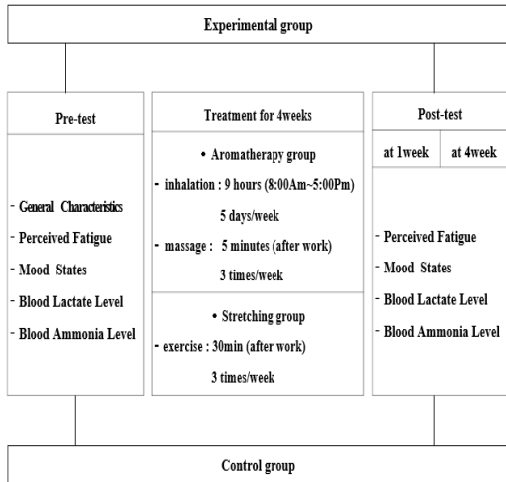 Experimental group
Pre-test
- General Characteristics
- Perceived Fatigue
- Mood States
- Blood Lactate Level
- Blood Ammonia Level
Treatment for 4weeks
• Aromatherapy group
- inhalation : 9 hours (8:00Am~5:00Pm)
5 days/week
- massage : 5 minutes (after work)
3 times/week
• Stretching group
- exercise : 30min (after work)
3 times/week
Post-test
at 1week
at 4week
- Perceived Fatigue
- Mood States
- Blood Lactate Level
- Blood Ammonia Level
Control group